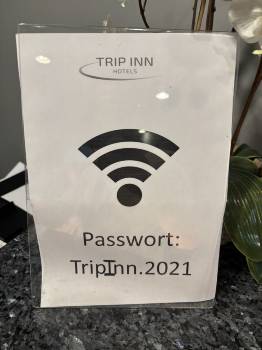 TRIP INN
HOTELS
Passwort:
TripInn.2021